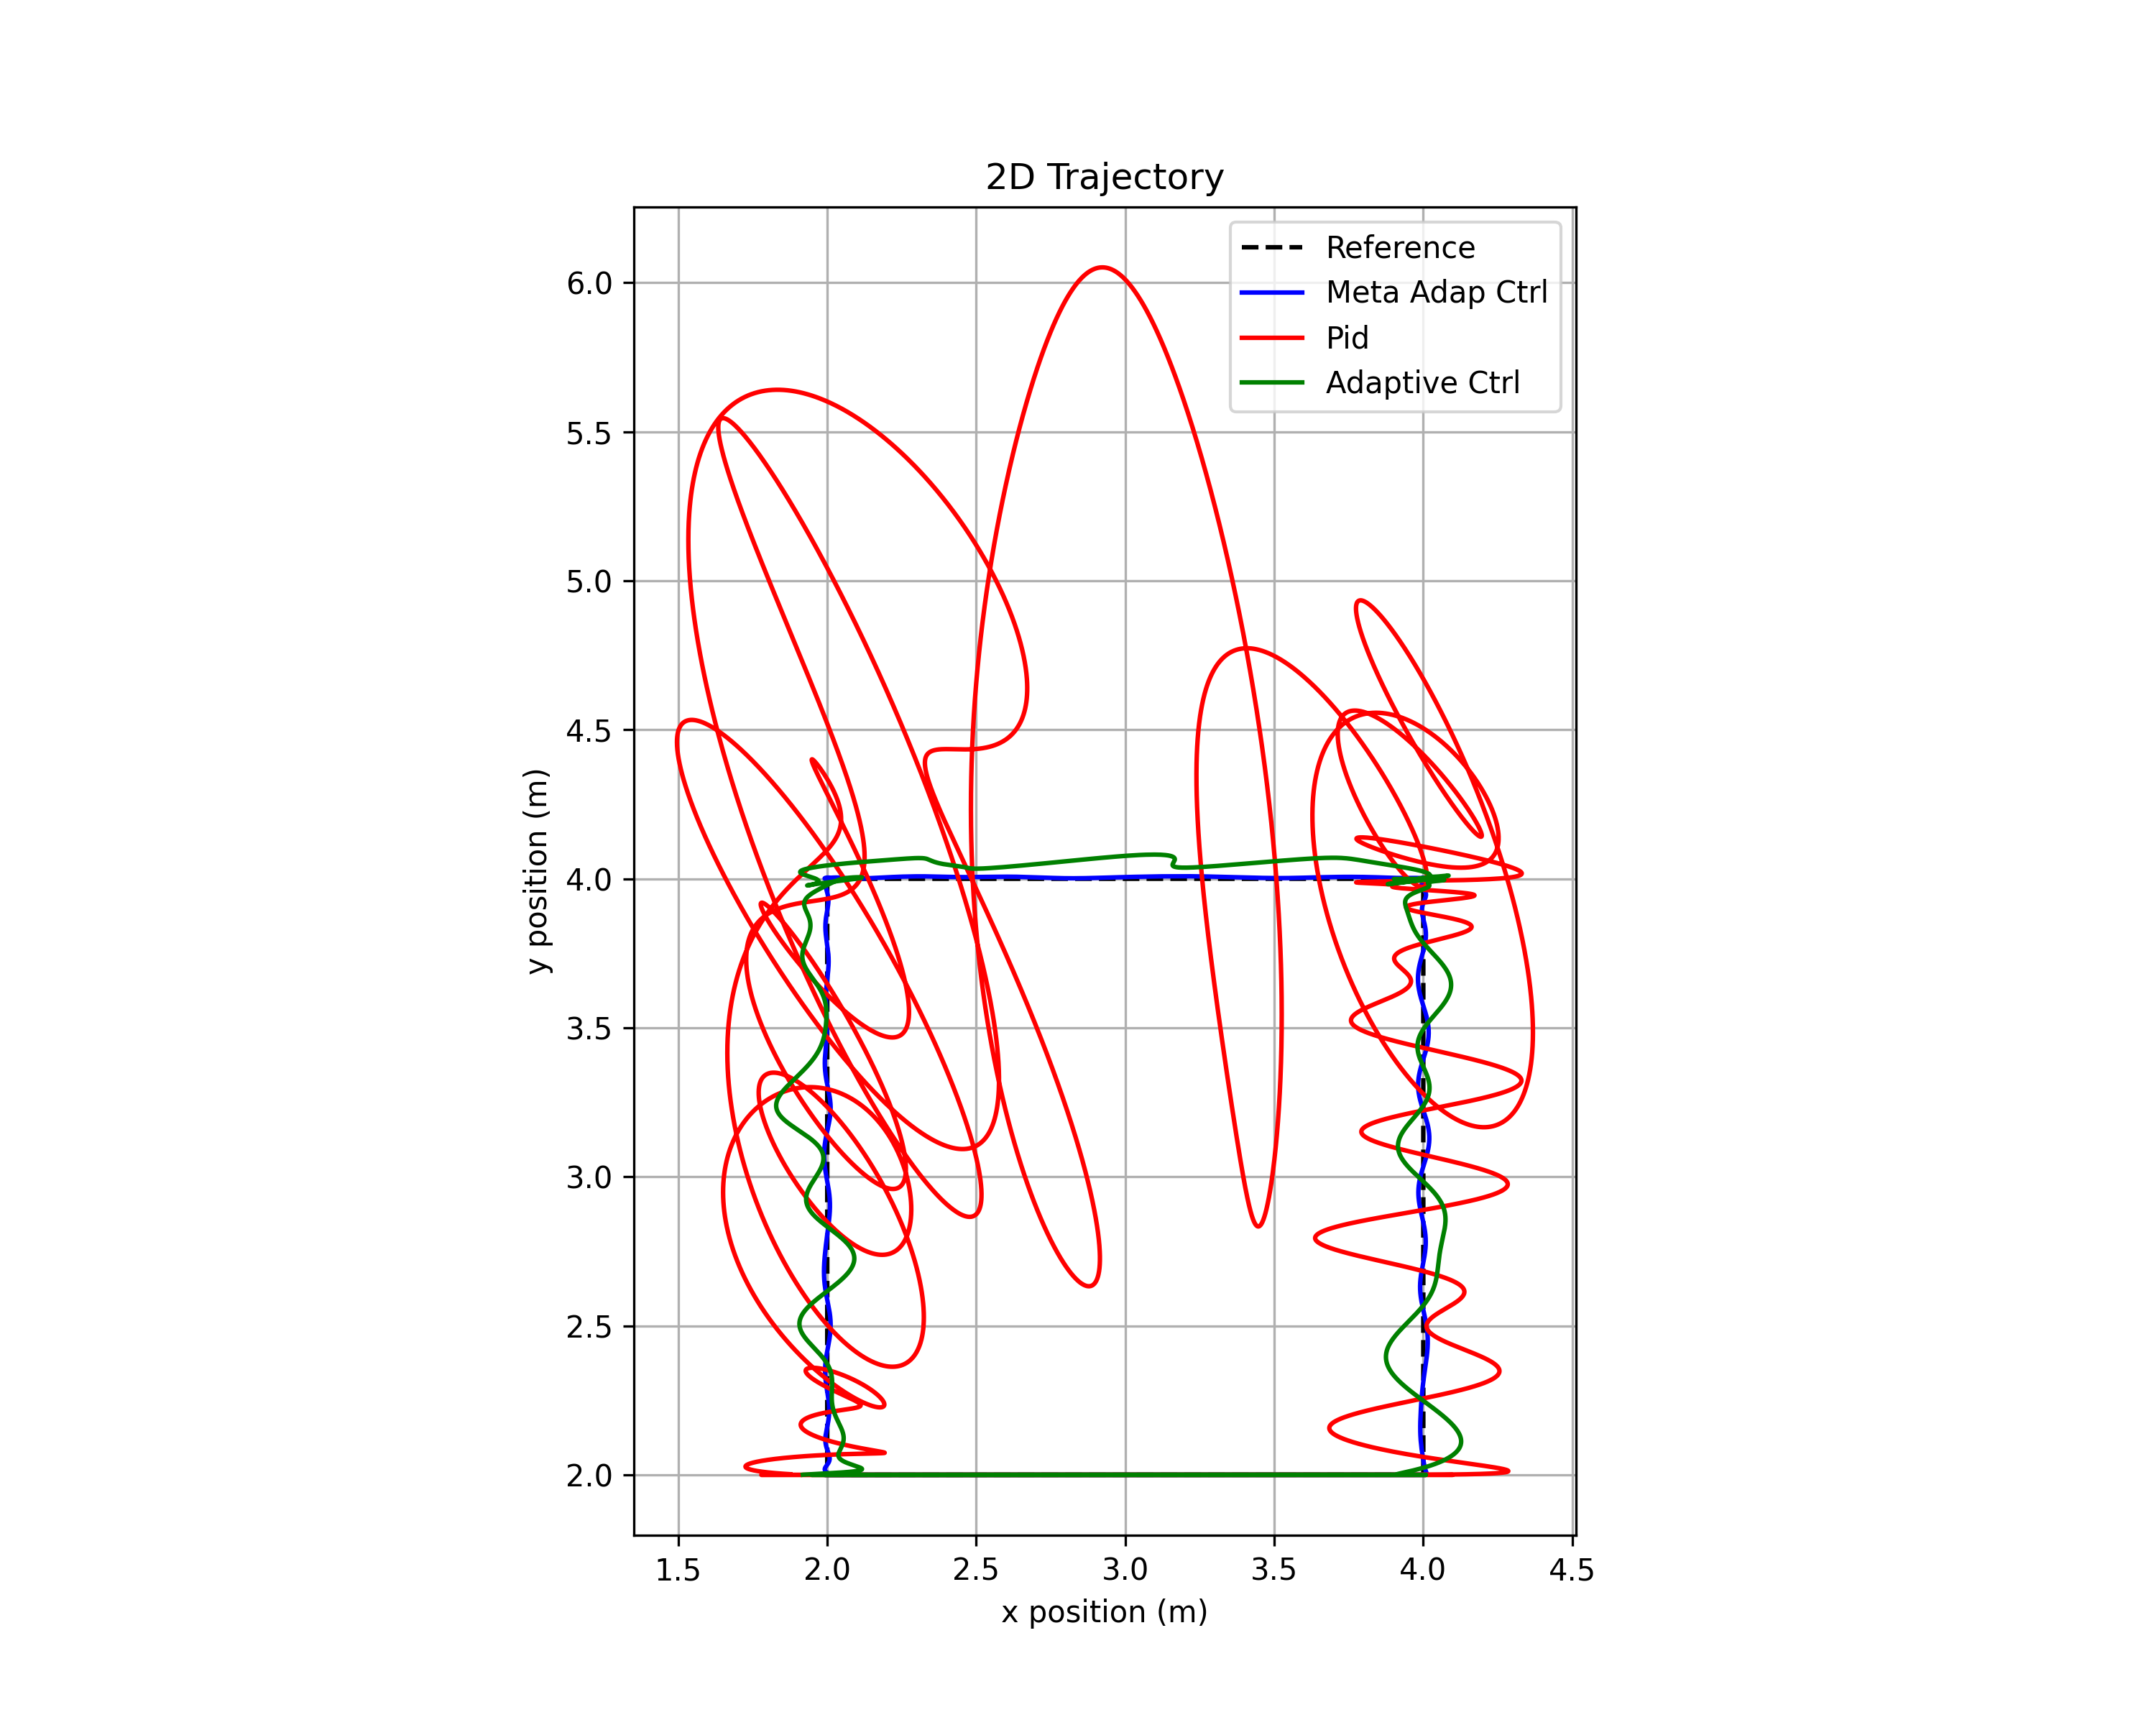 2D Trajectory
Reference
Meta Adap Ctrl
Pid
Adaptive Ctrl
6.0
5.5
5.0
4.5
4.0
3.5
3.0
2.5
2.0
y position (m)
1.5 2.0 2.5 3.0 3.5 4.0 4.5
x position (m)